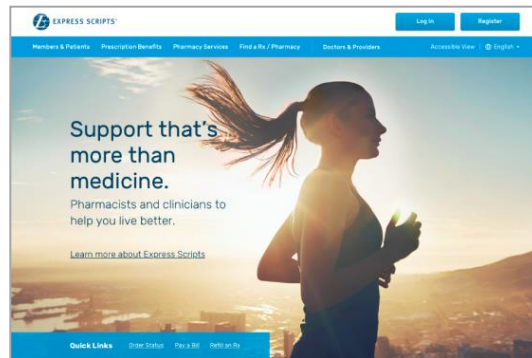 EXPRESS SCRIPTS®
Log In Register
Members & Patients Prescription Benefits Pharmacy Services Find a Rx / Pharmacy Doctors & Providers Accessible View English
Support that's
more than
medicine.
Pharmacists and clinicians to
help you live better.
Learn more about Express Scripts
Quick Links Order Status Pay a Bill Refill an Rx